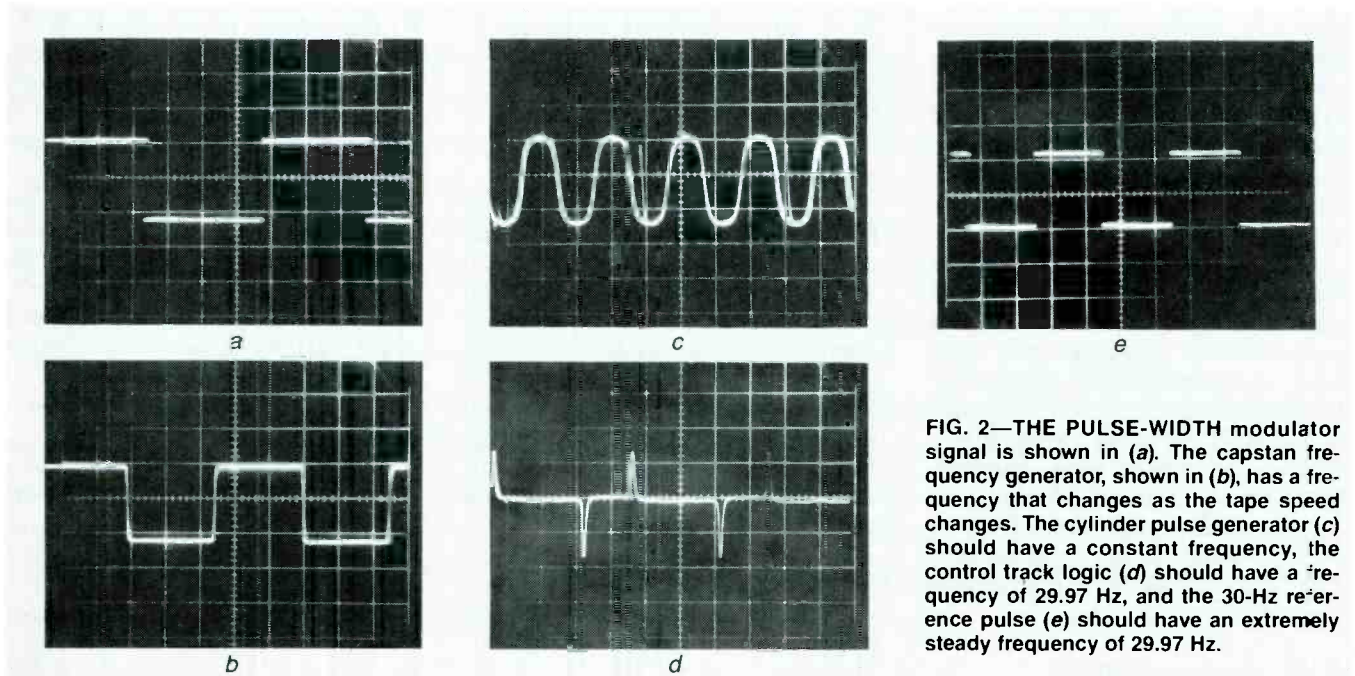 a
c
e
b
d
FIG. 2—THE PULSE-WIDTH modulator
signal is shown in (a). The capstan fre-
quency generator, shown in (b), has a fre-
quency that changes as the tape speed
changes. The cylinder pulse generator (c)
should have a constant frequency, the
control track logic (d) should have a fre-
quency of 29.97 Hz, and the 30-Hz refer-
ence pulse (e) should have an extremely
steady frequency of 29.97 Hz.